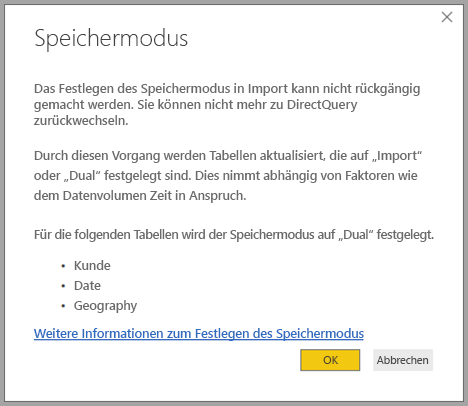 Speichermodus
Das Festlegen des Speichermodus in Import kann nicht rückgängig
gemacht werden. Sie können nicht mehr zu DirectQuery
zurückwechseln.
Durch diesen Vorgang werden Tabellen aktualisiert, die auf „Import“
oder „Dual“ festgelegt sind. Dies nimmt abhängig von Faktoren wie
dem Datenvolumen Zeit in Anspruch.
Für die folgenden Tabellen wird der Speichermodus auf „Dual“ festgelegt.
• Kunde
• Date
• Geography
Weitere Informationen zum Festlegen des Speichermodus
OK
Abbrechen